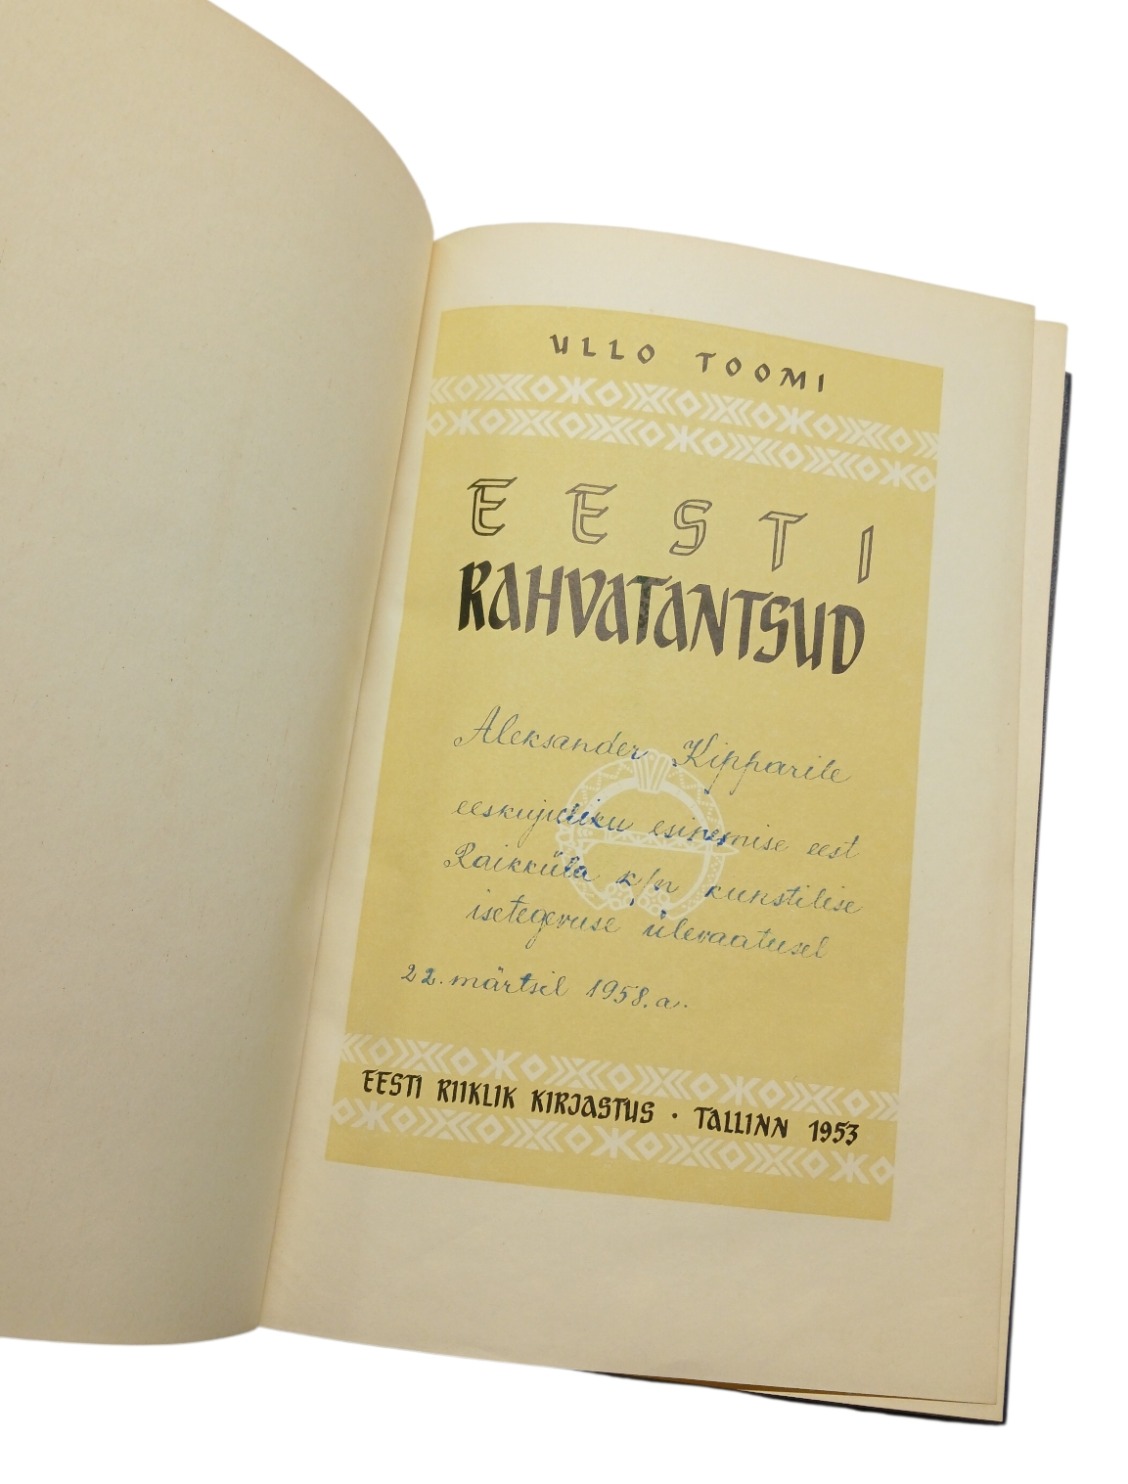 ULLO TOOMI
EESTI
RAHVATANTSUD
Aleksander Kipparile
eeskujuliku esinemise eest
Raikküla k/n kunstilise
isetegevuse ülevaatusel
22. märtsil 1958. a.
EESTI RIIKLIK KIRJASTUS · TALLINN 1953